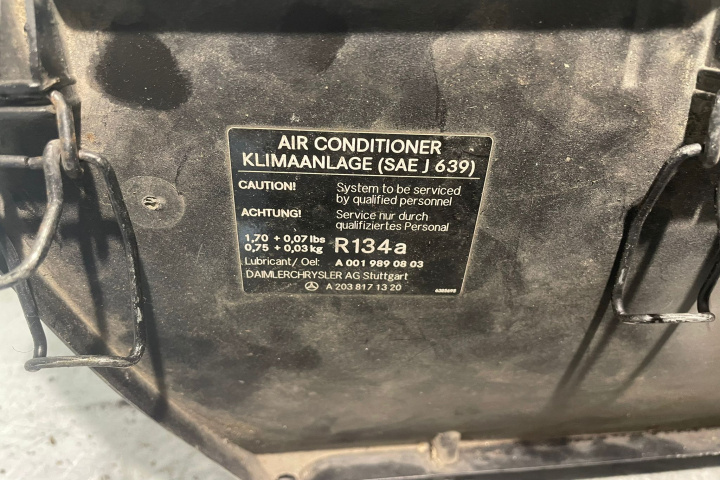 AIR CONDITIONER
KLIMAANLAGE (SAE J 639)
CAUTION! System to be serviced
by qualified personnel
ACHTUNG! Service nur durch
qualifiziertes Personal
1,70 + 0,07 lbs
0,75 + 0,03 kg R134a
Lubricant/ Oel: A 001 989 08 03
DAIMLERCHRYSLER AG Stuttgart
A 203 817 13 20